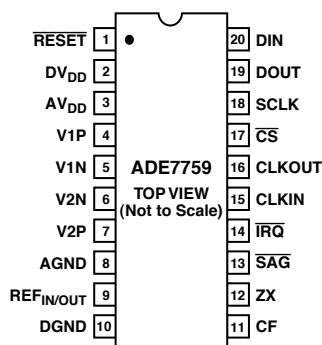 RESET 1 20 DIN
DVDD 2 19 DOUT
AVDD 3 18 SCLK
V1P 4 17 CS
V1N 5 ADE7759 16 CLKOUT
V2N 6 TOP VIEW (Not to Scale) 15 CLKIN
V2P 7 14 IRQ
AGND 8 13 SAG
REFIN/OUT 9 12 ZX
DGND 10 11 CF